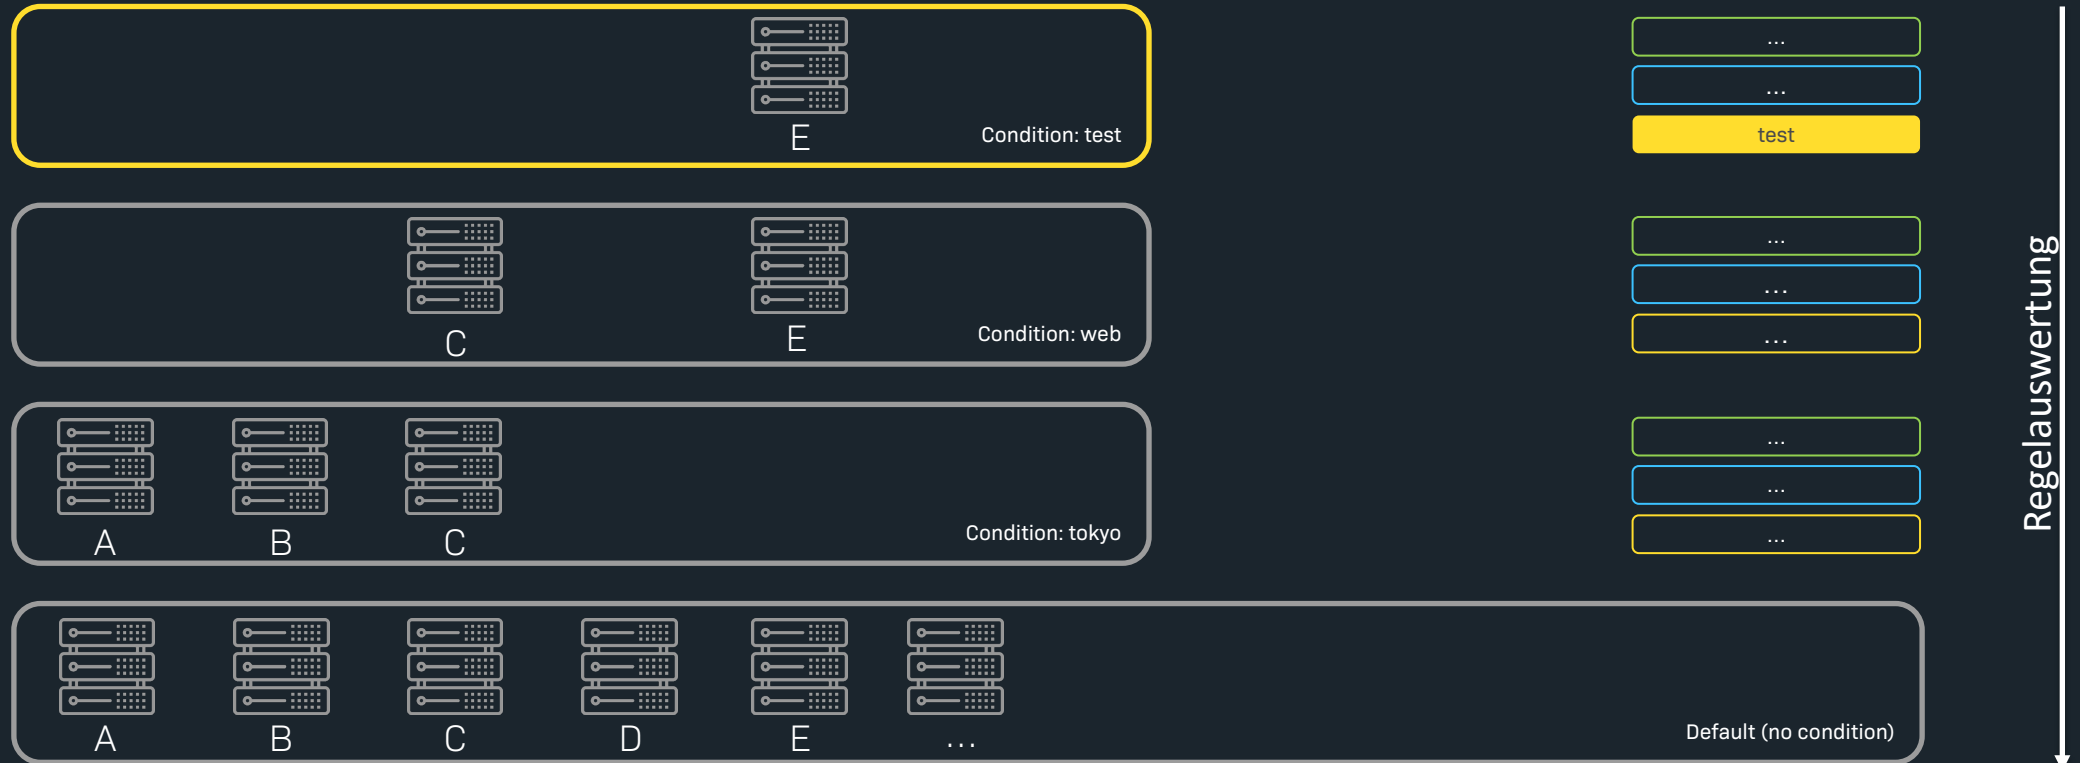 ...
...
E
Condition: test
test
...
...
C
E
Condition: web
...
Regelauswertung
...
...
A
B
C
Condition: tokyo
...
A
B
C
D
E
...
Default (no condition)